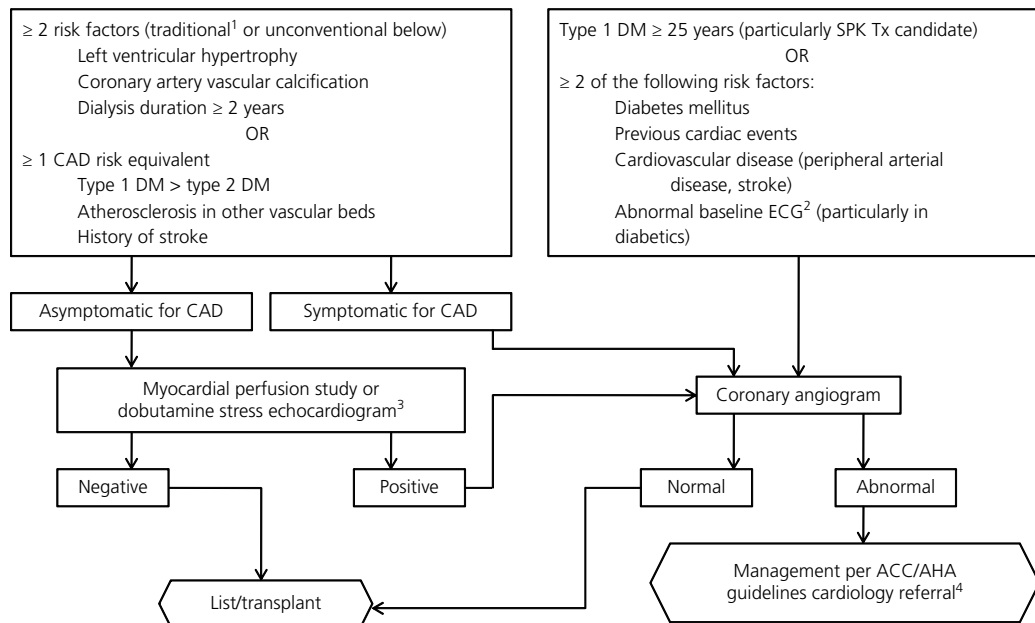 ≥ 2 risk factors (traditional¹ or unconventional below)
Left ventricular hypertrophy
Coronary artery vascular calcification
Dialysis duration ≥ 2 years
OR
≥ 1 CAD risk equivalent
Type 1 DM > type 2 DM
Atherosclerosis in other vascular beds
History of stroke
Type 1 DM ≥ 25 years (particularly SPK Tx candidate)
OR
≥ 2 of the following risk factors:
Diabetes mellitus
Previous cardiac events
Cardiovascular disease (peripheral arterial
disease, stroke)
Abnormal baseline ECG² (particularly in
diabetics)
Asymptomatic for CAD
Symptomatic for CAD
Myocardial perfusion study or
dobutamine stress echocardiogram³
Coronary angiogram
Negative
Positive
Normal
Abnormal
List/transplant
Management per ACC/AHA
guidelines cardiology referral⁴